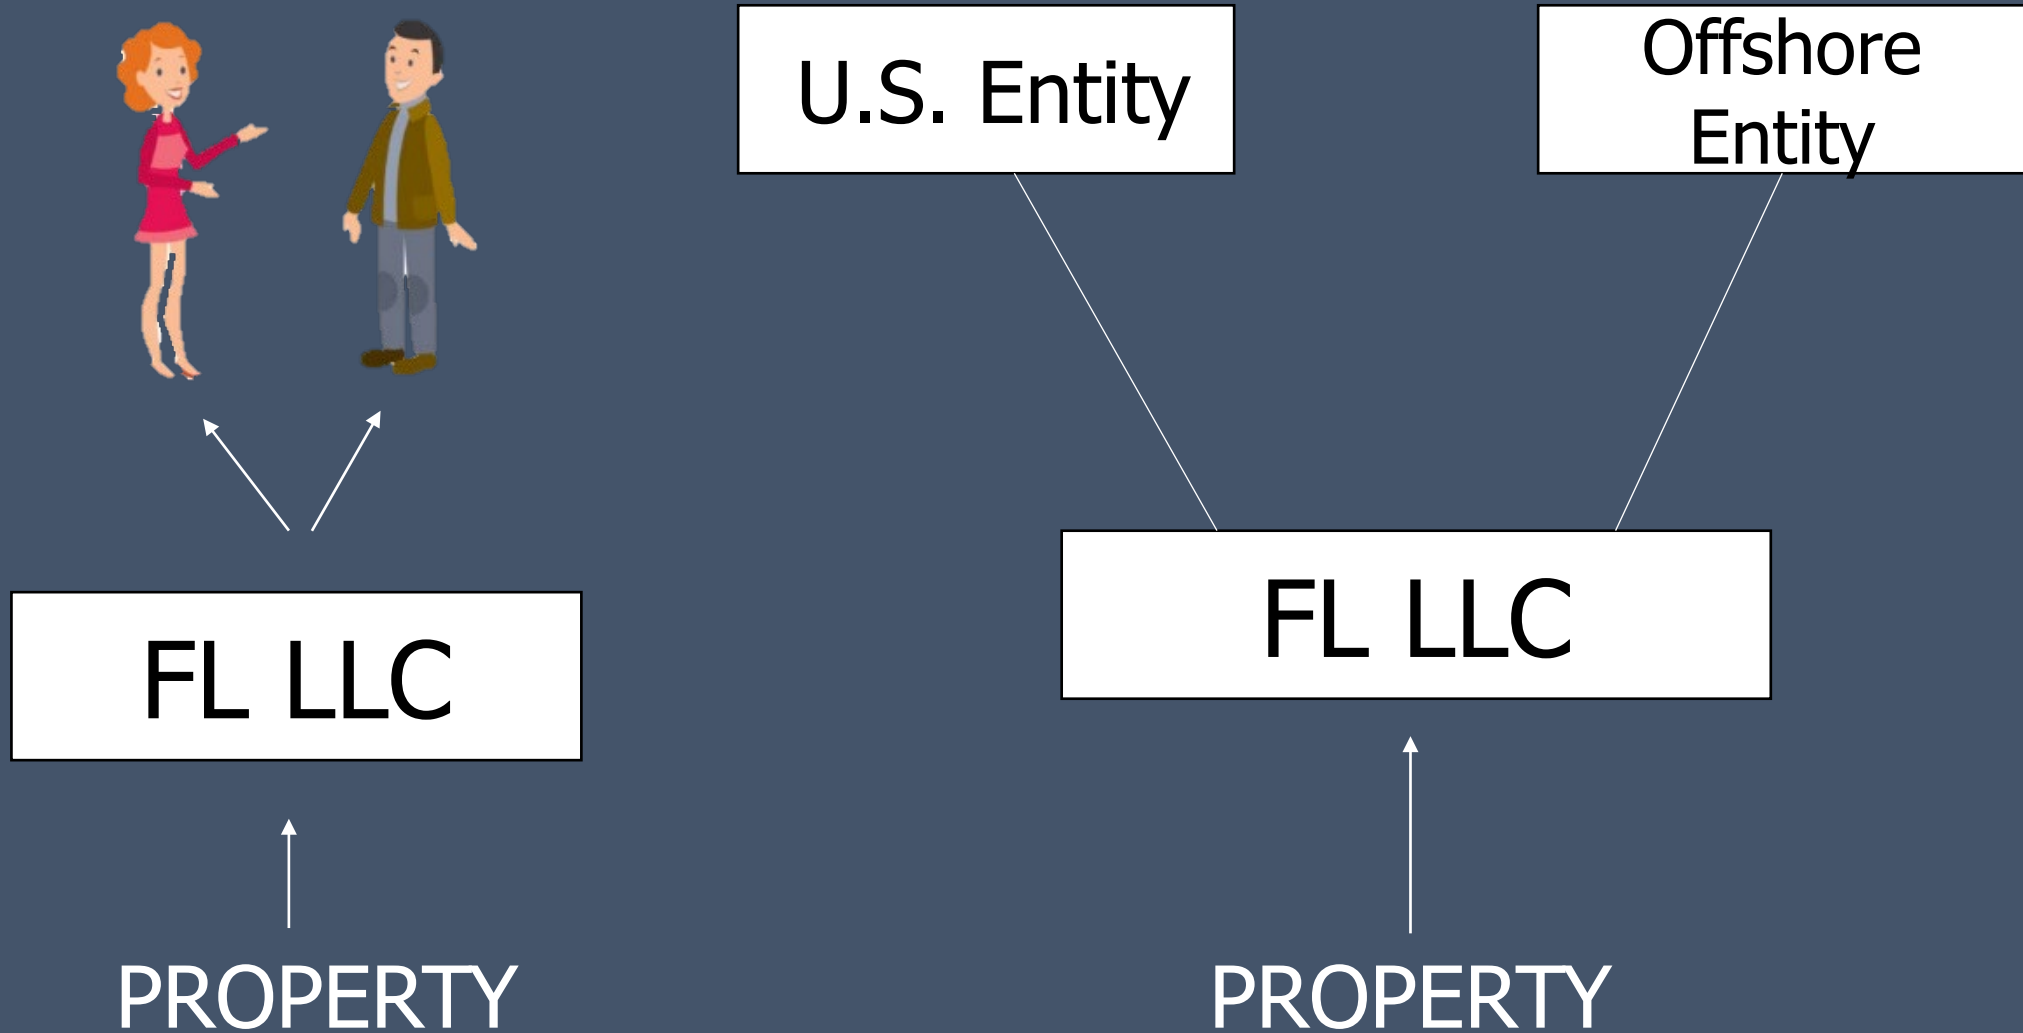 U.S. Entity
Offshore
Entity
FL LLC
FL LLC
PROPERTY
PROPERTY